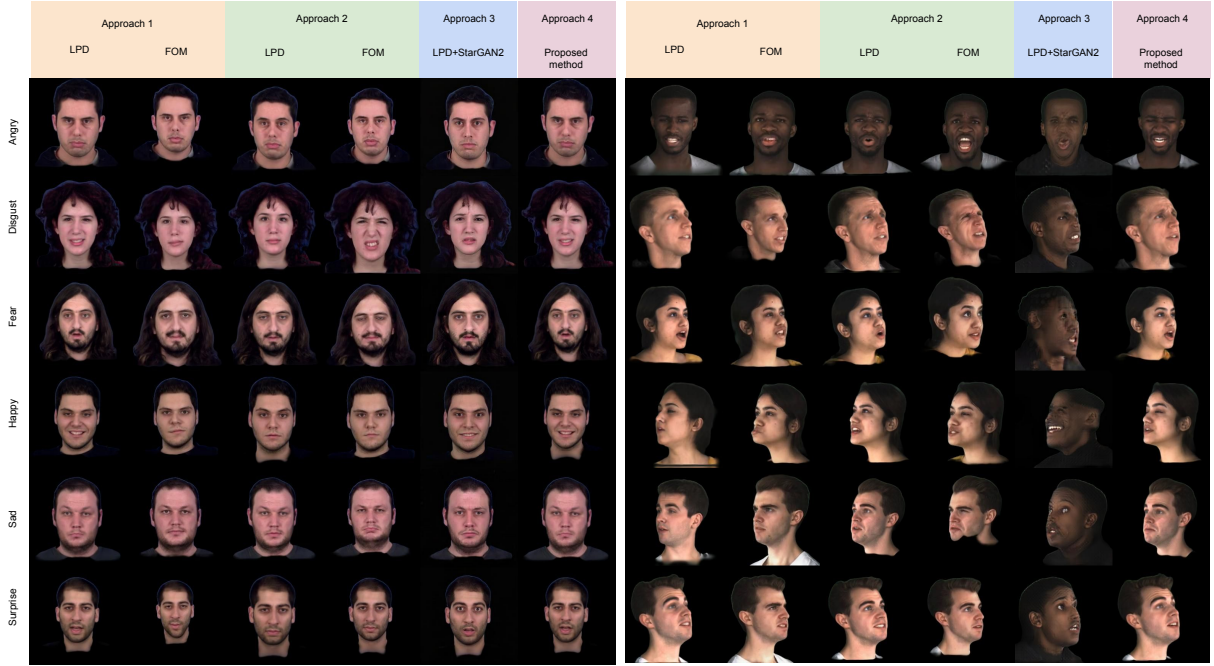 Approach 1
Approach 2
Approach 3
Approach 4
LPD
FOM
LPD
FOM
LPD+StarGAN2
Proposed
method
Approach 1
Approach 2
Approach 3
Approach 4
LPD
FOM
LPD
FOM
LPD+StarGAN2
Proposed
method
Angry
Disgust
Fear
Happy
Sad
Surprise